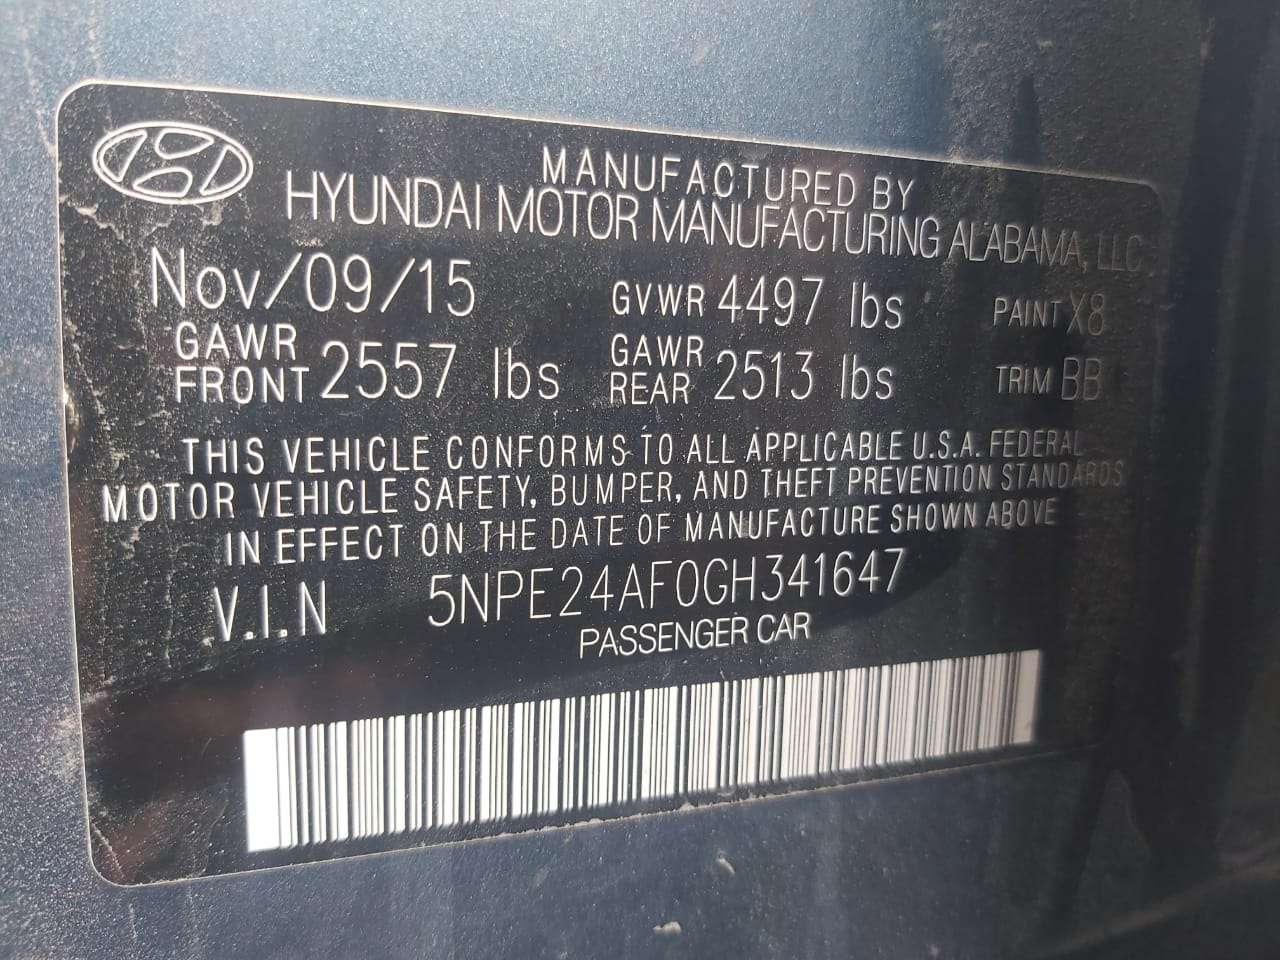 MANUFACTURED BY
HYUNDAI MOTOR MANUFACTURING ALABAMA, LLC
Nov/09/15 GVWR 4497 lbs PAINT X8
GAWR FRONT 2557 lbs GAWR REAR 2513 lbs TRIM BB
THIS VEHICLE CONFORMS TO ALL APPLICABLE U.S.A. FEDERAL
MOTOR VEHICLE SAFETY, BUMPER, AND THEFT PREVENTION STANDARDS
IN EFFECT ON THE DATE OF MANUFACTURE SHOWN ABOVE
V.I.N 5NPE24AF0GH341647
PASSENGER CAR